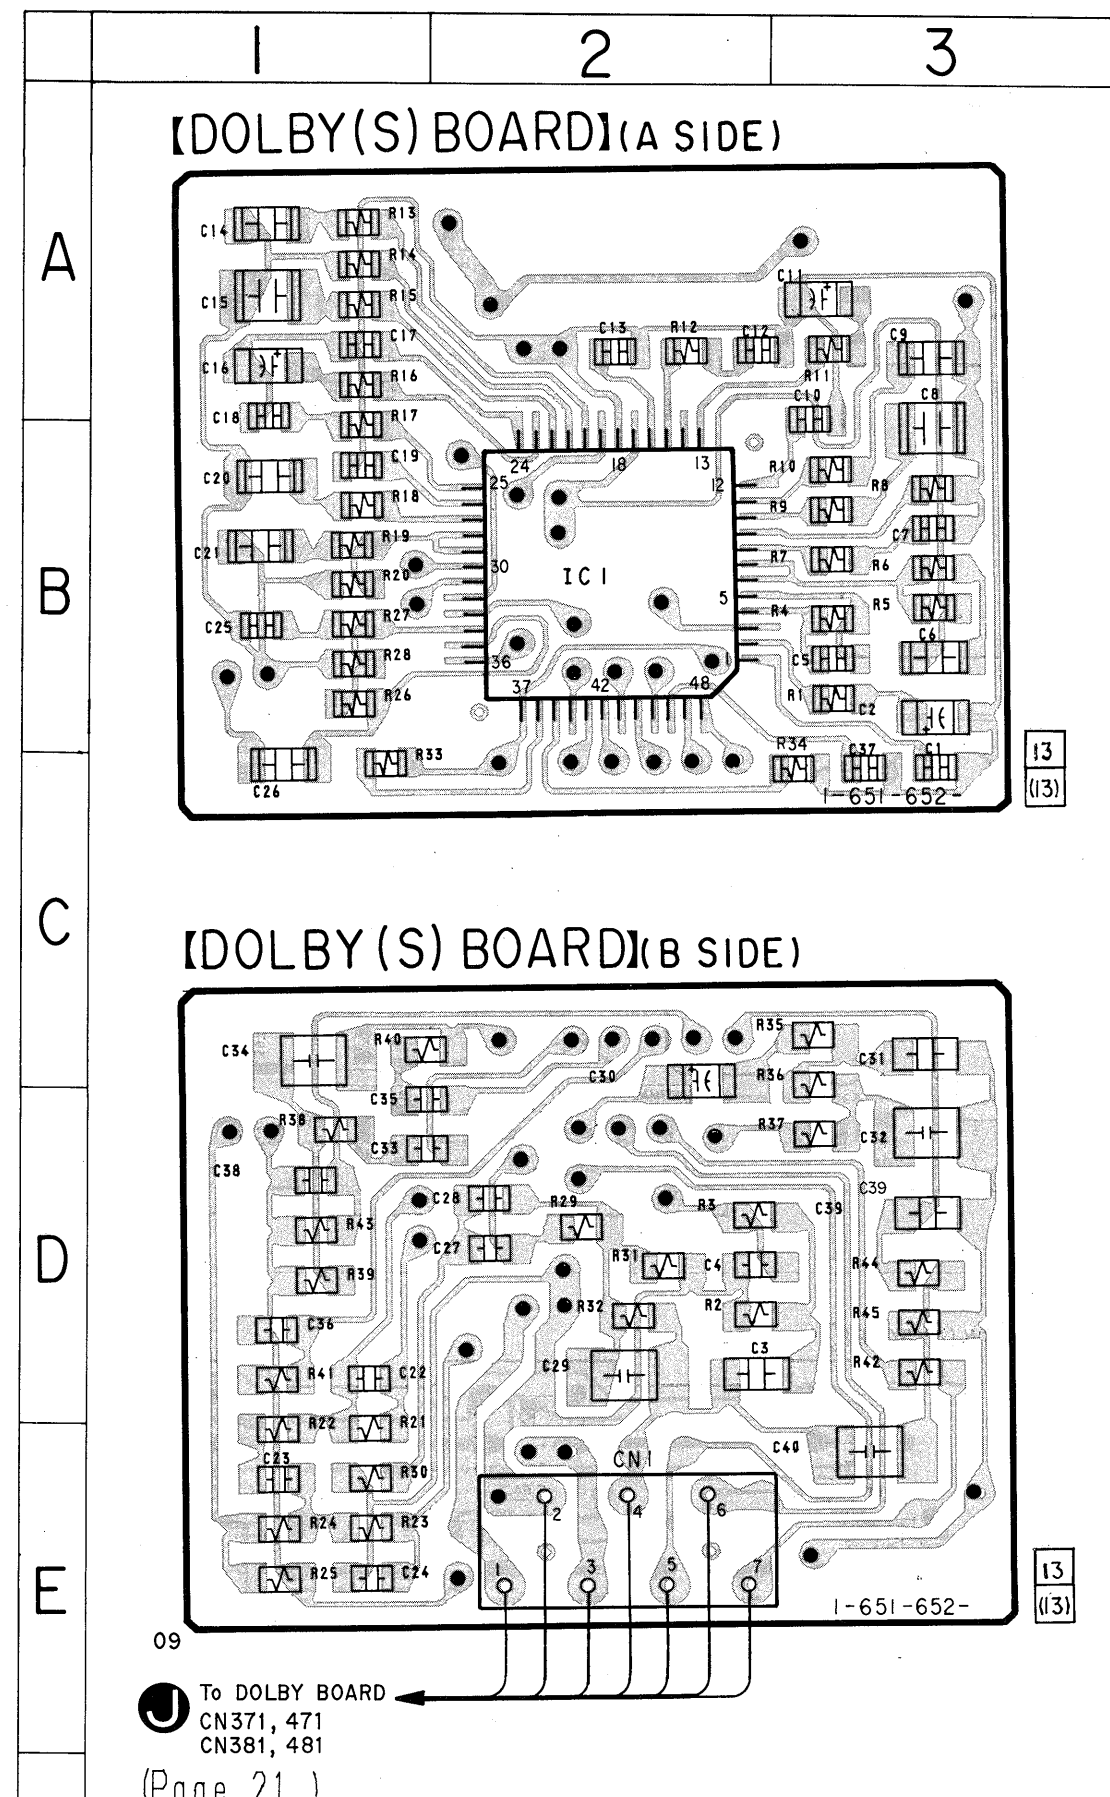 1 2 3
A
B
C
D
E
【DOLBY(S) BOARD】(A SIDE)
C14 R13
R14
C15 R15
C11
C17
C13 R12 C12
C9
C16 R16
R11
C18 R17
C10 C8
24 18 13
C19
25 12
C20 R18
R10 R8
R9
C21 R19
C7
R20
30 IC1
R7 R6
5
C25 R27
R4 R5
C6
36 R28
1
C5
37 42 48
R26
R1 C2
C26 R33
R34 C37 C1
1-651-652-
13
(13)
【DOLBY(S) BOARD】(B SIDE)
C34 R40
R35
C31
C30 R36
C35
R38 C33
R37 C32
C38
C28 R29
R3 C39 C39
R43
C27 R31 C4
R44
R39
R32 R2
R45
C36
C29 C3
R42
R41 C22
R22 R21
C40
CN1
C23 R30
2 4 6
R24 R23
1 3 5 7
R25 C24
1-651-652-
13
(13)
09
J To DOLBY BOARD
CN371, 471
CN381, 481
(Page 21 )